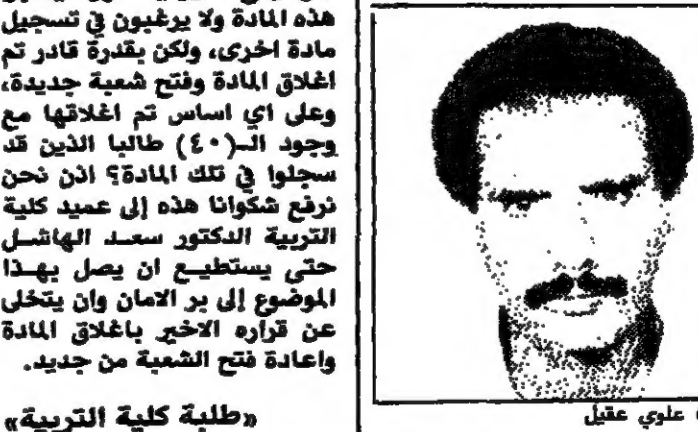 هذه المادة ولا يرغبون في تسجيل
مادة اخرى، ولكن بقدرة قادر تم
اغلاق المادة وفتح شعبة جديدة،
وعلى اي اساس تم اغلاقها مع
وجود الـ(٤٠) طالبا الذين قد
سجلوا في تلك المادة؟ اذن نحن
نرفع شكوانا هذه إلى عميد كلية
التربية الدكتور سعد الهاشل
حتى يستطيع ان يصل بهذا
الموضوع إلى بر الامان وان يتخلى
عن قراره الاخير باغلاق المادة
واعادة فتح الشعبة من جديد.
«طلبة كلية التربية»
علوي عقيل